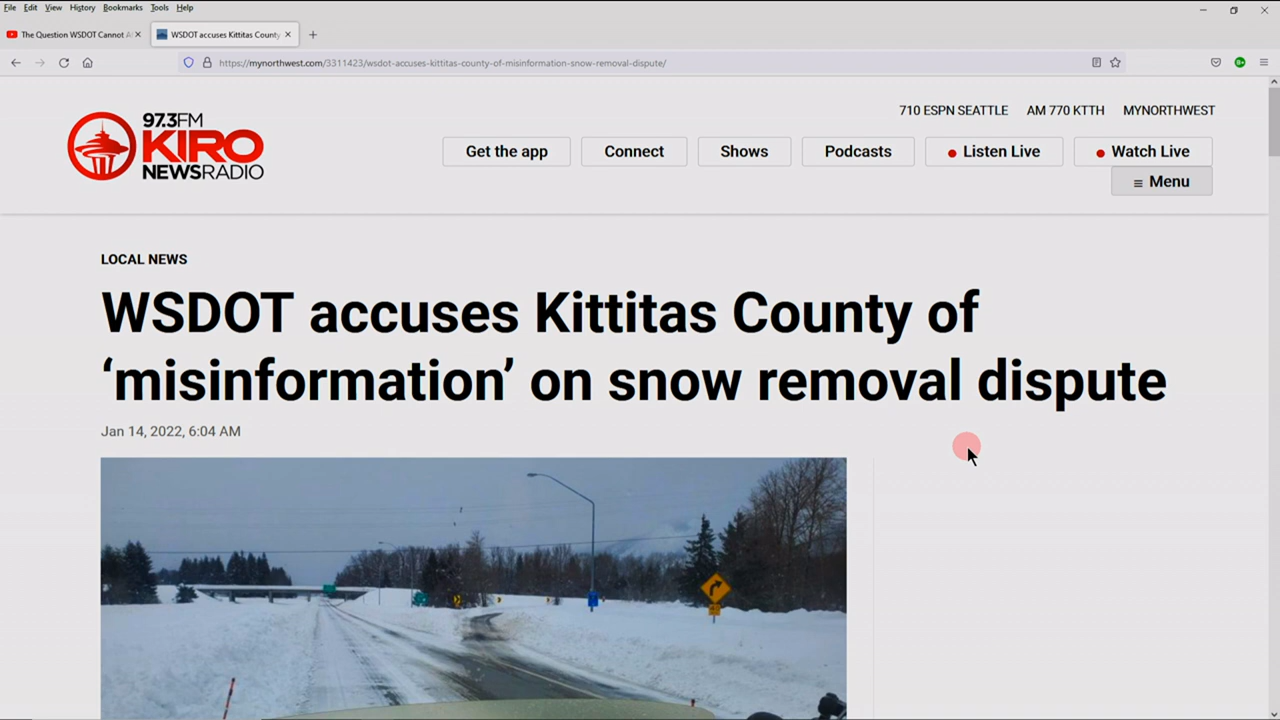 File Edit View History Bookmarks Tools Help
The Question WSDOT Cannot
WSDOT accuses Kittitas County
https://mynorthwest.com/3311423/wsdot-accuses-kittitas-county-of-misinformation-snow-removal-dispute/
710 ESPN SEATTLE AM 770 KTTH MYNORTHWEST
97.3FM
KIRO
NEWSRADIO
Get the app Connect Shows Podcasts Listen Live Watch Live
Menu
LOCAL NEWS
WSDOT accuses Kittitas County of
‘misinformation’ on snow removal dispute
Jan 14, 2022, 6:04 AM